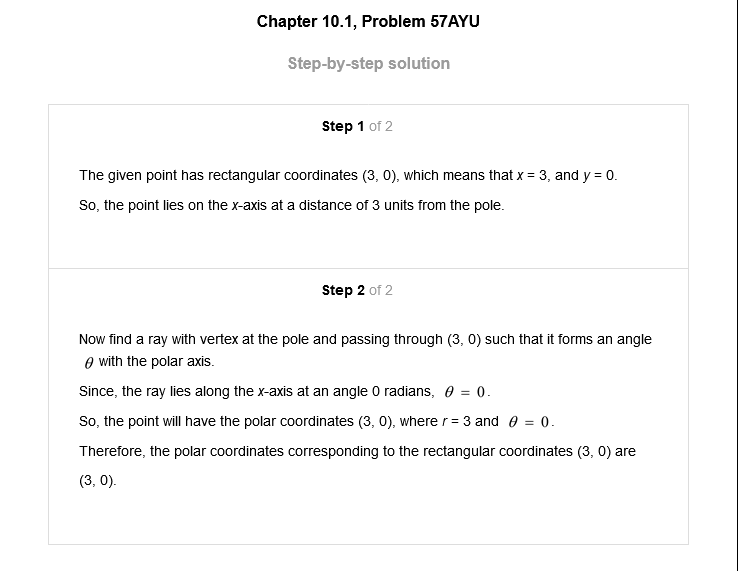 Chapter 10.1, Problem 57AYU
Step-by-step solution
Step 1 of 2
The given point has rectangular coordinates (3, 0), which means that x = 3, and y = 0.
So, the point lies on the x-axis at a distance of 3 units from the pole.
Step 2 of 2
Now find a ray with vertex at the pole and passing through (3, 0) such that it forms an angle
θ with the polar axis.
Since, the ray lies along the x-axis at an angle 0 radians, θ = 0.
So, the point will have the polar coordinates (3, 0), where r = 3 and θ = 0.
Therefore, the polar coordinates corresponding to the rectangular coordinates (3, 0) are
(3, 0).